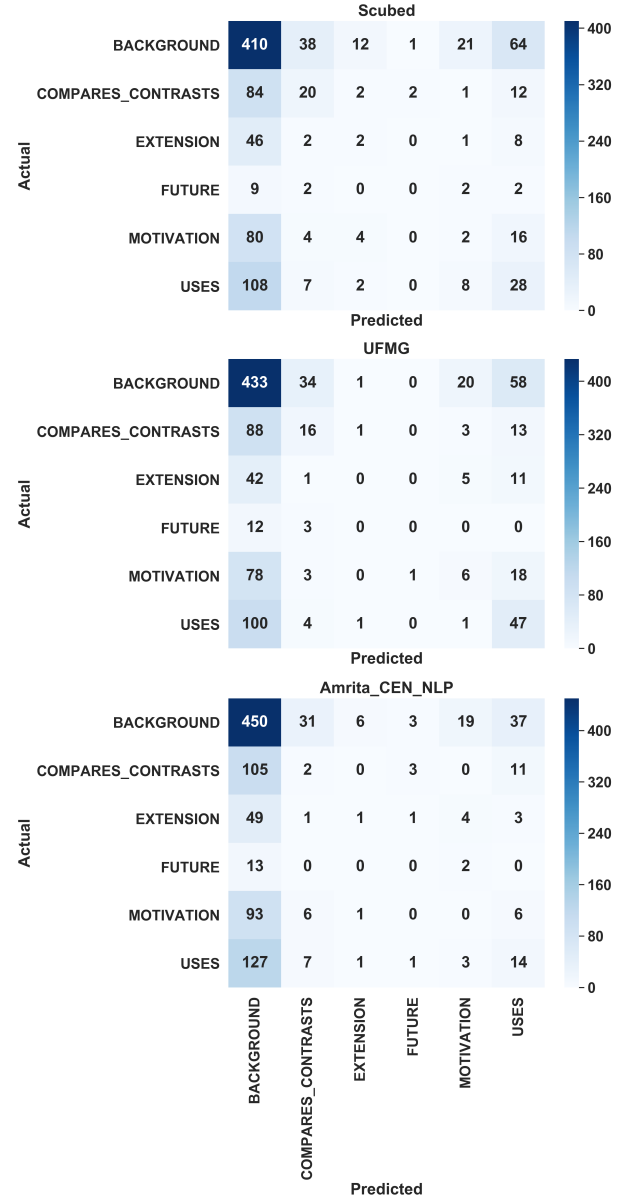 Scubed
BACKGROUND 410 38 12 1 21 64
COMPARES_CONTRASTS 84 20 2 2 1 12
EXTENSION 46 2 2 0 1 8
FUTURE 9 2 0 0 2 2
MOTIVATION 80 4 4 0 2 16
USES 108 7 2 0 8 28
Actual
Predicted
400
320
240
160
80
0
UFMG
BACKGROUND 433 34 1 0 20 58
COMPARES_CONTRASTS 88 16 1 0 3 13
EXTENSION 42 1 0 0 5 11
FUTURE 12 3 0 0 0 0
MOTIVATION 78 3 0 1 6 18
USES 100 4 1 0 1 47
Actual
Predicted
400
320
240
160
80
0
Amrita_CEN_NLP
BACKGROUND 450 31 6 3 19 37
COMPARES_CONTRASTS 105 2 0 3 0 11
EXTENSION 49 1 1 1 4 3
FUTURE 13 0 0 0 2 0
MOTIVATION 93 6 1 0 0 6
USES 127 7 1 1 3 14
Actual
400
320
240
160
80
0
BACKGROUND
COMPARES_CONTRASTS
EXTENSION
FUTURE
MOTIVATION
USES
Predicted